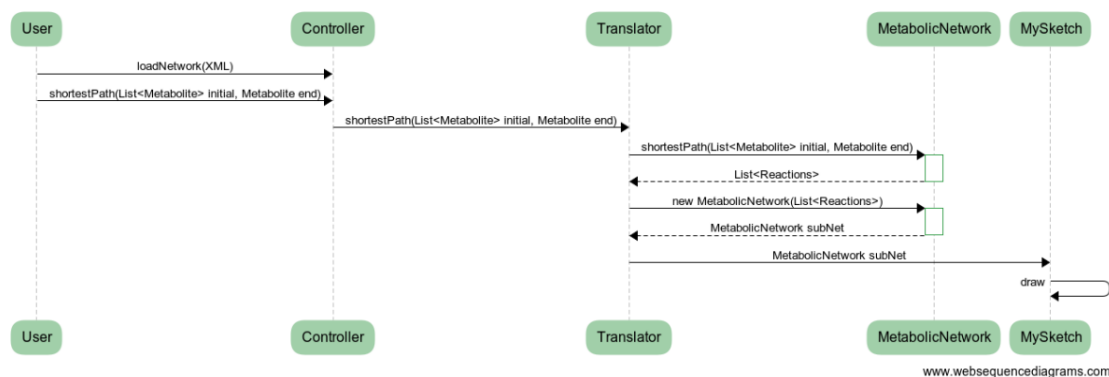 User Controller Translator MetabolicNetwork MySketch
loadNetwork(XML)
shortestPath(List<Metabolite> initial, Metabolite end)
shortestPath(List<Metabolite> initial, Metabolite end)
shortestPath(List<Metabolite> initial, Metabolite end)
List<Reactions>
new MetabolicNetwork(List<Reactions>)
MetabolicNetwork subNet
MetabolicNetwork subNet
draw
User Controller Translator MetabolicNetwork MySketch
www.websequencediagrams.com